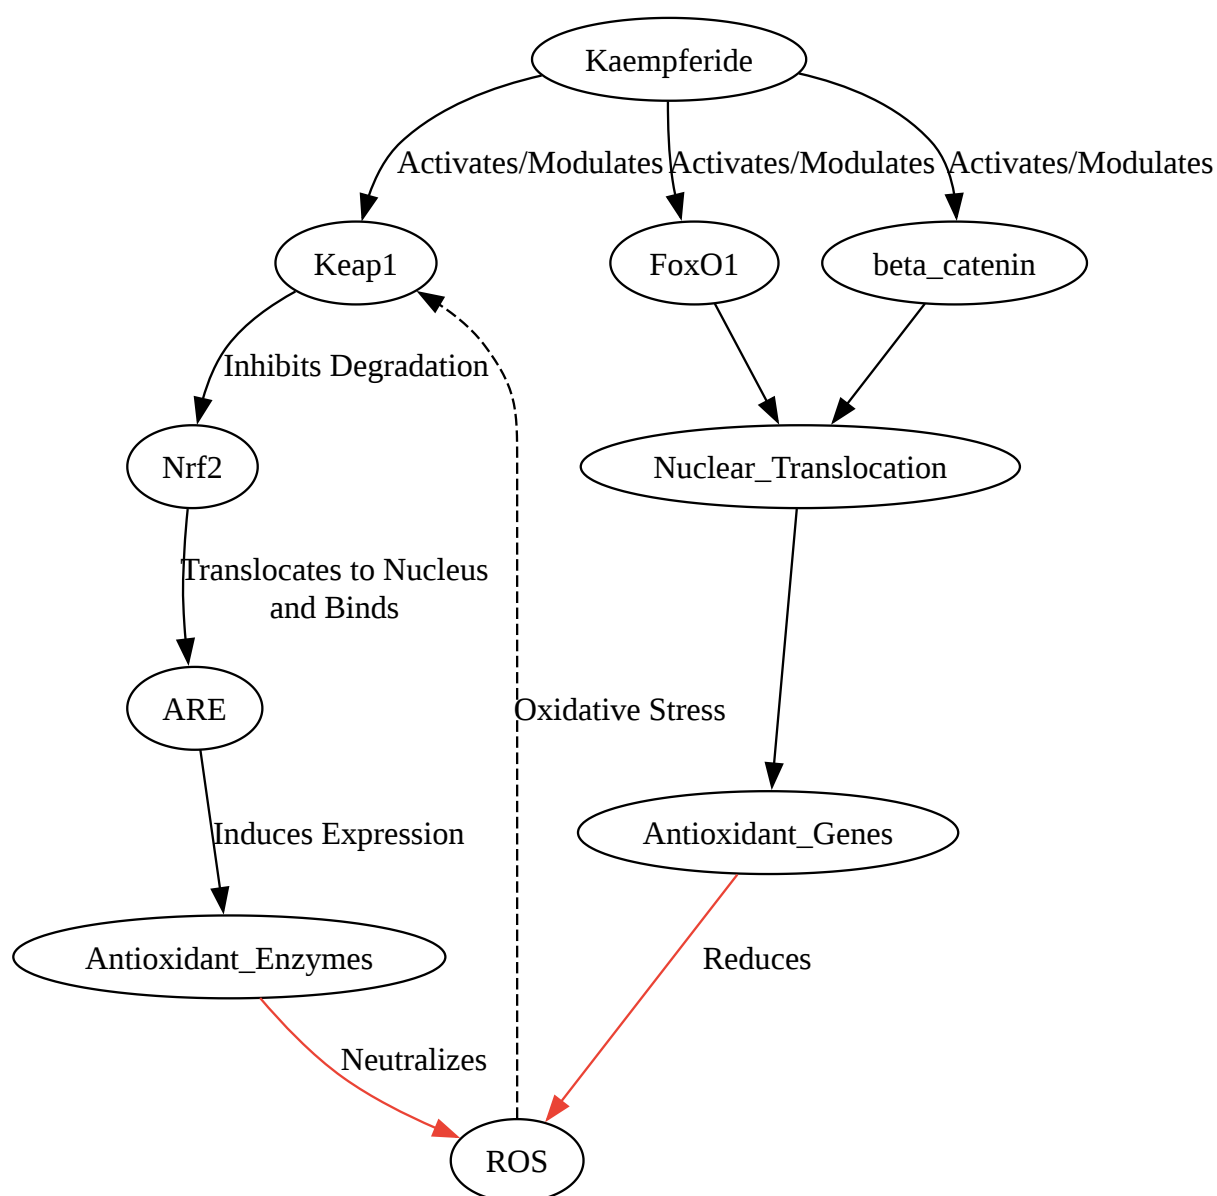 Kaempferide
Activates/Modulates
Activates/Modulates
Activates/Modulates
Keap1
FoxO1
beta_catenin
Inhibits Degradation
Nrf2
Nuclear_Translocation
Translocates to Nucleus
and Binds
ARE
Oxidative Stress
Induces Expression
Antioxidant_Genes
Antioxidant_Enzymes
Reduces
Neutralizes
ROS